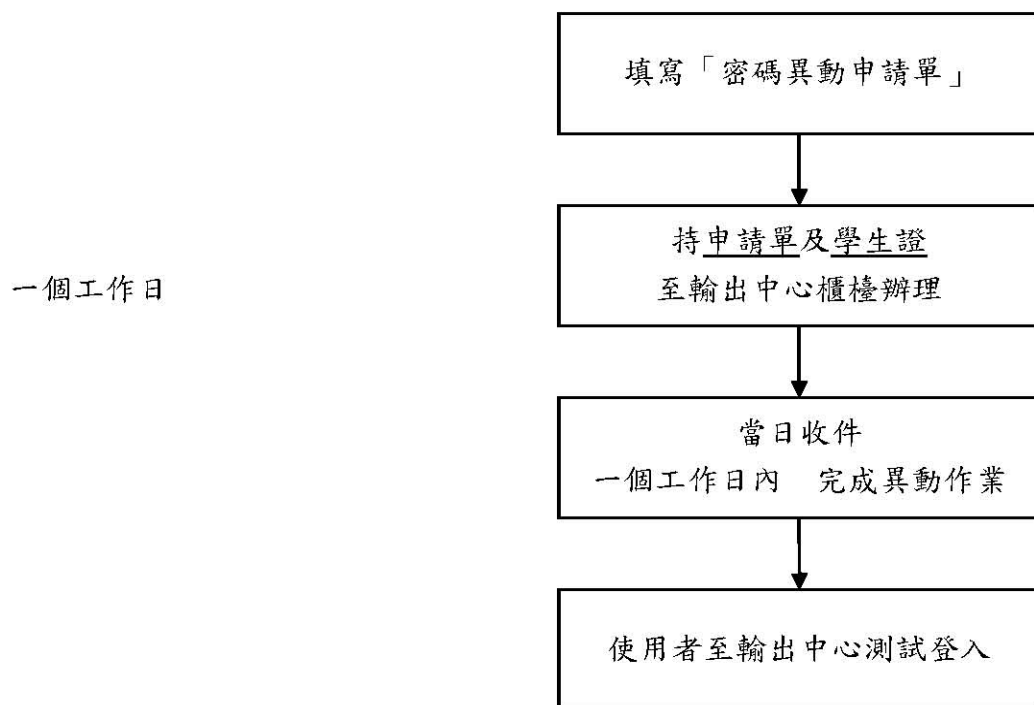 填寫「密碼異動申請單」
持申請單及學生證
至輸出中心櫃檯辦理
一個工作日
當日收件
一個工作日內 完成異動作業
使用者至輸出中心測試登入